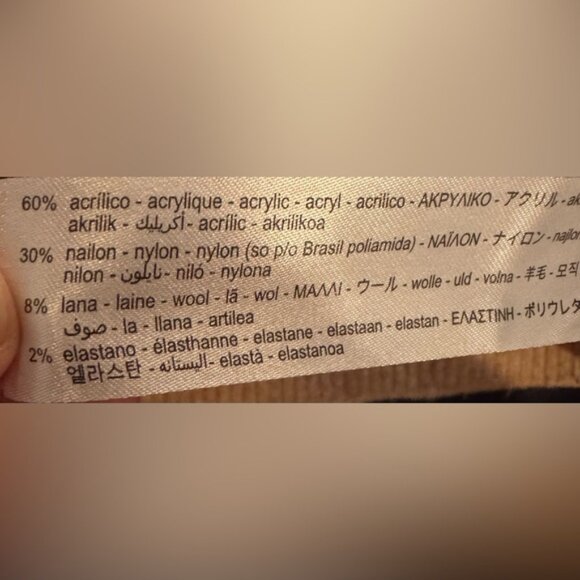 60% acrílico - acrylique - acrylic - acryl - acrilico - ΑΚΡΥΛΙΚΟ - アクリル - ak
akrilik - أكريليك - acrílic - akrilikoa
30% nailon - nylon - nylon (so p/o Brasil poliamida) - ΝΑΪΛΟΝ - ナイロン - najlon
nilon - نايلون - niló - nylona
8% lana - laine - wool - lã - wol - ΜΑΛΛΙ - ウール - wolle - uld - volna - 羊毛 - 모직
صوف - la - llana - artilea
2% elastano - élasthanne - elastane - elastaan - elastan - ΕΛΑΣΤΙΝΗ - ポリウレタ
엘라스탄 - اليستانه - elastà - elastanoa